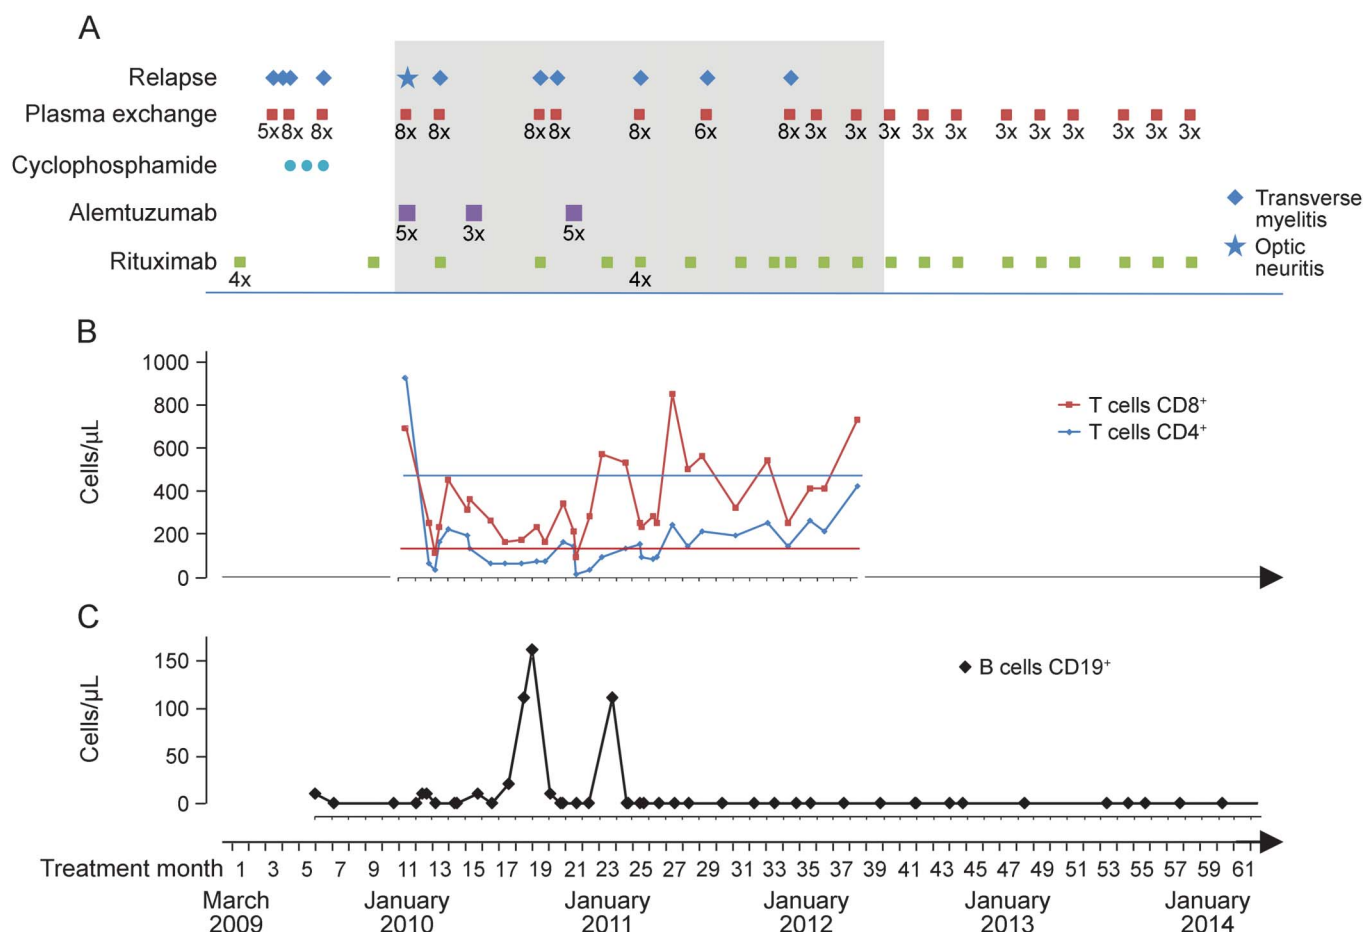 A
Relapse
Plasma exchange
5x 8x 8x 8x 8x 8x 8x 8x 6x 8x 3x 3x 3x 3x 3x 3x 3x 3x 3x 3x 3x
Cyclophosphamide
Alemtuzumab
5x 3x 5x
Rituximab
4x 4x
Transverse
myelitis
Optic
neuritis
B
1000
800
600
400
200
0
Cells/µL
T cells CD8⁺
T cells CD4⁺
C
150
100
50
0
Cells/µL
B cells CD19⁺
Treatment month 1 3 5 7 9 11 13 15 17 19 21 23 25 27 29 31 33 35 37 39 41 43 45 47 49 51 53 55 57 59 61
March January January January January January
2009 2010 2011 2012 2013 2014